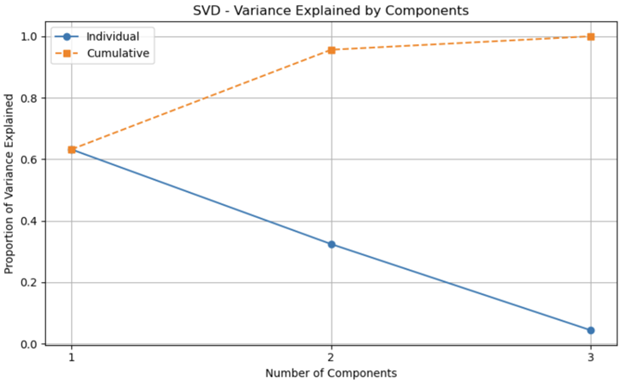 SVD - Variance Explained by Components
Individual
Cumulative
Proportion of Variance Explained
1.0
0.8
0.6
0.4
0.2
0.0
1 2 3
Number of Components